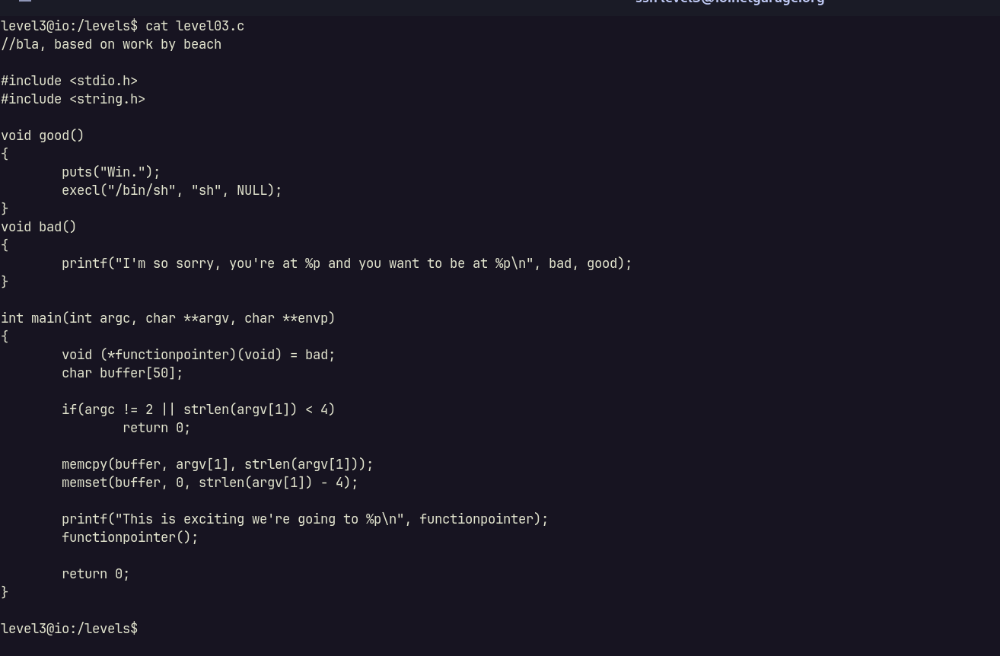 level3@io:/levels$ cat level03.c
//bla, based on work by beach
#include <stdio.h>
#include <string.h>
void good()
{
        puts("Win.");
        execl("/bin/sh", "sh", NULL);
}
void bad()
{
        printf("I'm so sorry, you're at %p and you want to be at %p\n", bad, good);
}
int main(int argc, char **argv, char **envp)
{
        void (*functionpointer)(void) = bad;
        char buffer[50];
        if(argc != 2 || strlen(argv[1]) < 4)
                return 0;
        memcpy(buffer, argv[1], strlen(argv[1]));
        memset(buffer, 0, strlen(argv[1]) - 4);
        printf("This is exciting we're going to %p\n", functionpointer);
        functionpointer();
        return 0;
}
level3@io:/levels$